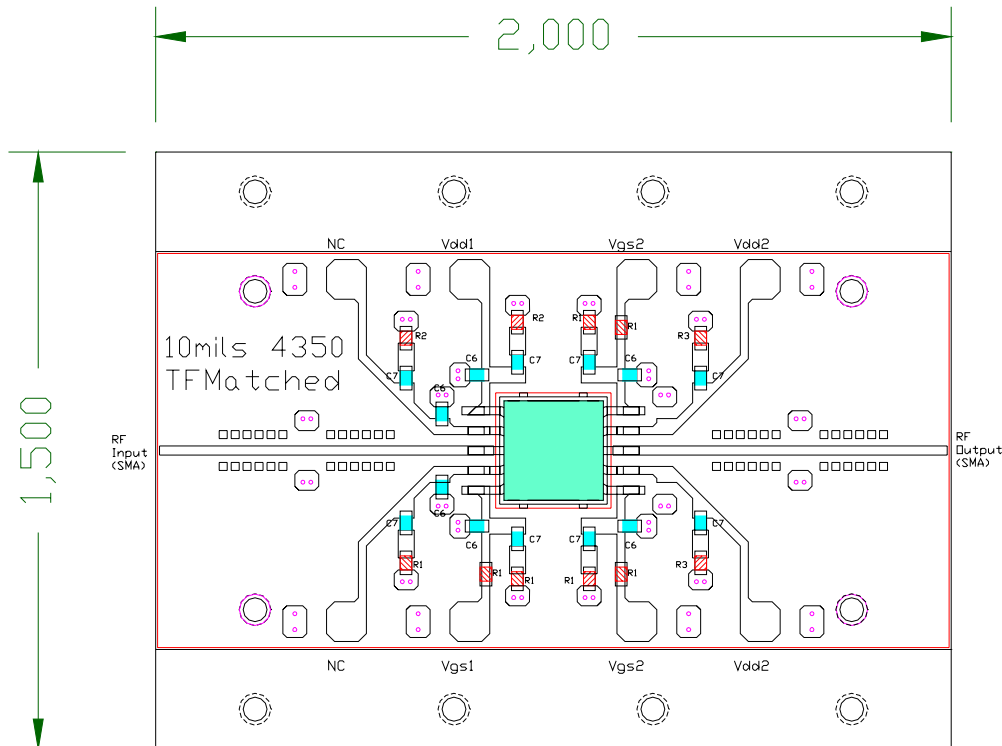 2,000
NC Vdd1 Vgs2 Vdd2
R2 R1 R1
R2 R3
10mils 4350
TFMatched
C6 C7 C7 C6
C7 C7
C6
RF
Input
(SMA)
RF
Output
(SMA)
1,500
C6
C7 C7
C6 C7 C7 C6
R1 R3
R1 R1 R1 R1
NC Vgs1 Vgs2 Vdd2